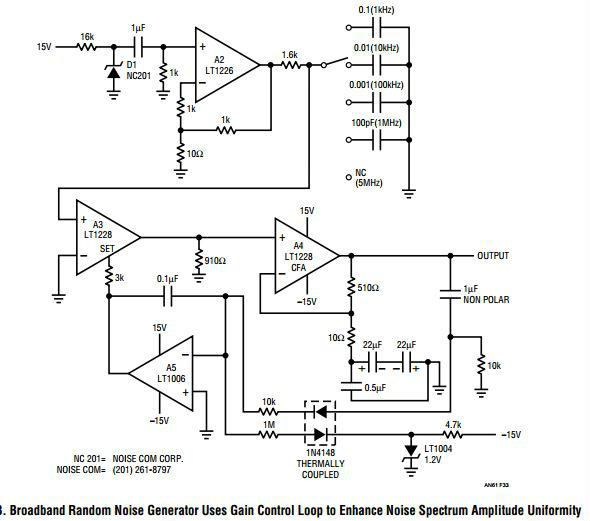 0.1(1kHz)
15V
16k
1µF
A2
LT1226
1.6k
0.01(10kHz)
D1
NC201
1k
0.001(100kHz)
1k
1k
100pF(1MHz)
10Ω
NC
(5MHz)
A3
LT1228
SET
15V
A4
LT1228
CFA
OUTPUT
910Ω
3k
0.1µF
–15V
510Ω
1µF
NON POLAR
15V
10Ω
22µF
22µF
10k
A5
LT1006
0.5µF
–15V
10k
1M
4.7k
–15V
1N4148
THERMALLY
COUPLED
LT1004
1.2V
NC 201= NOISE COM CORP.
NOISE COM= (201) 261-8797
AN61 F33
3. Broadband Random Noise Generator Uses Gain Control Loop to Enhance Noise Spectrum Amplitude Uniformity